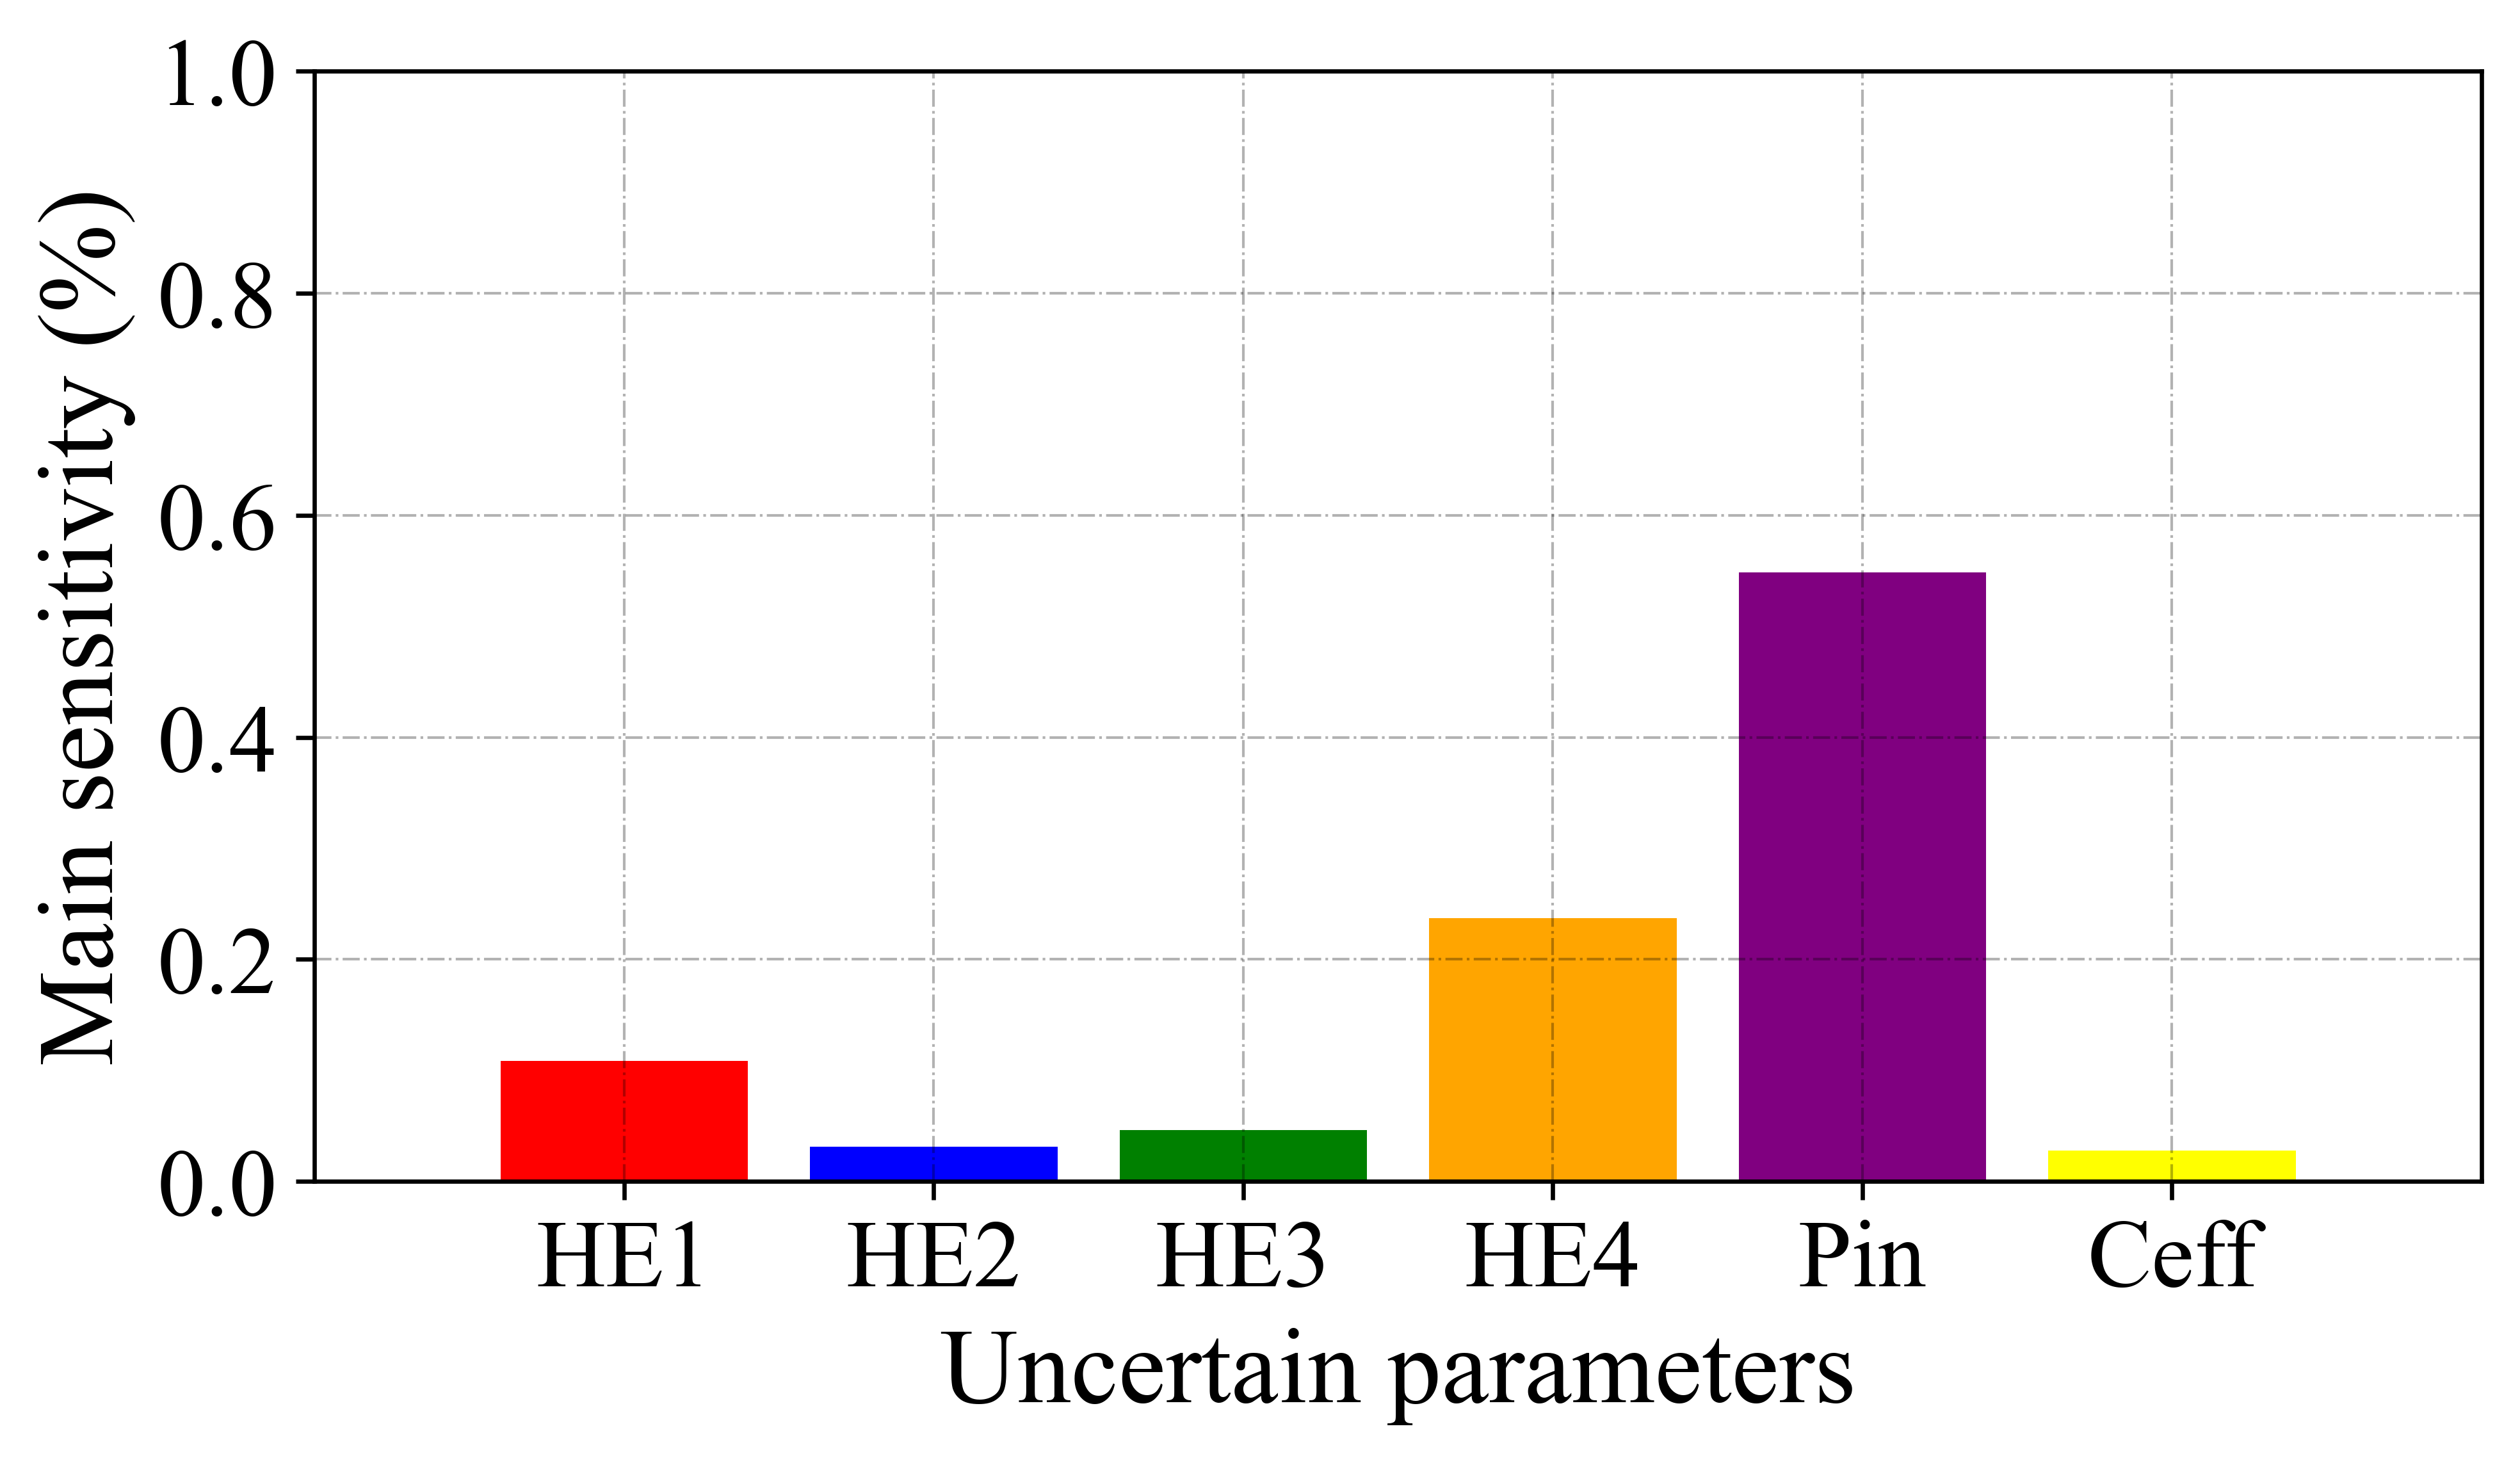 Main sensitivity (%)
1.0
0.8
0.6
0.4
0.2
0.0
HE1 HE2 HE3 HE4 Pin Ceff
Uncertain parameters